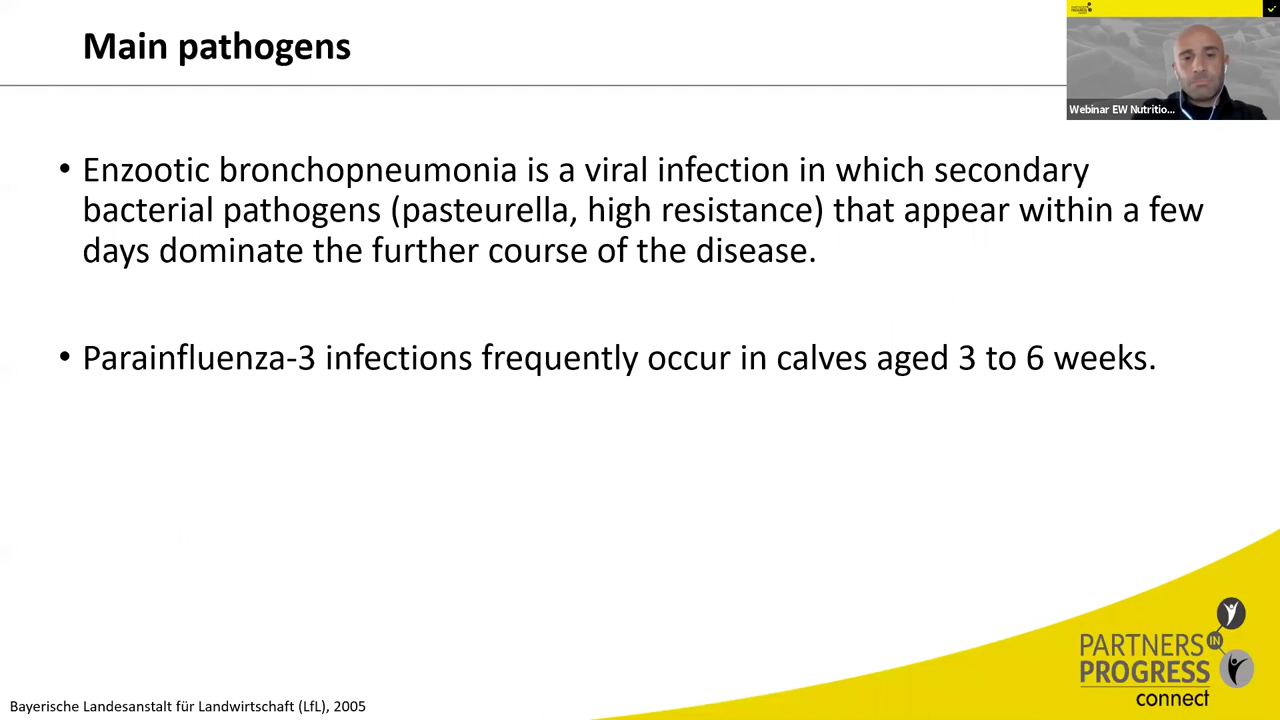 Main pathogens
Webinar EW Nutritio...
• Enzootic bronchopneumonia is a viral infection in which secondary
bacterial pathogens (pasteurella, high resistance) that appear within a few
days dominate the further course of the disease.
• Parainfluenza-3 infections frequently occur in calves aged 3 to 6 weeks.
PARTNERS
IN
PROGRESS
connect
Bayerische Landesanstalt für Landwirtschaft (LfL), 2005